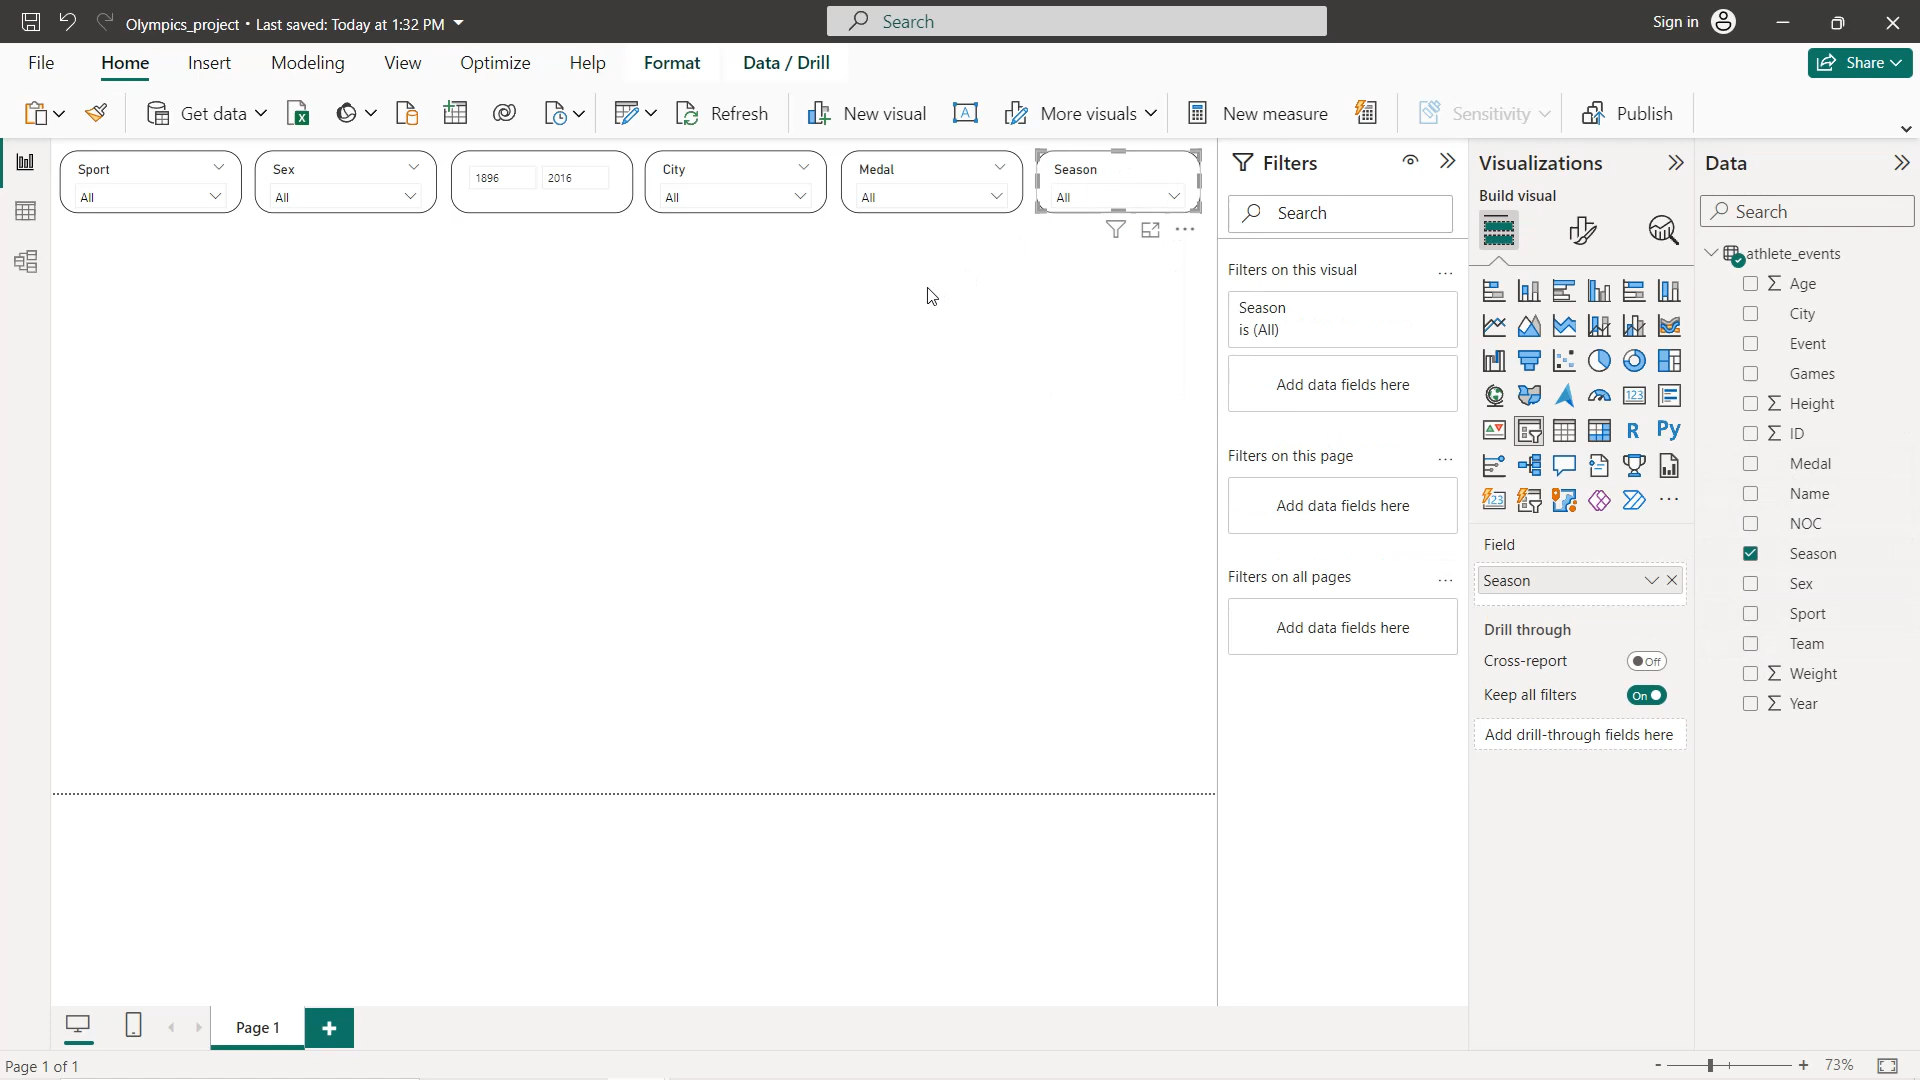 Olympics_project • Last saved: Today at 1:32 PM
Search
Sign in
File
Home
Insert
Modeling
View
Optimize
Help
Format
Data / Drill
Share
Get data
Refresh
New visual
A
More visuals
New measure
Sensitivity
Publish
Sport
All
Sex
All
1896
2016
City
All
Medal
All
Season
All
Filters
Search
Filters on this visual
...
Season
is (All)
Add data fields here
Filters on this page
...
Add data fields here
Filters on all pages
...
Add data fields here
Visualizations
Build visual
123
R
Py
123
...
Field
Season
Drill through
Cross-report
Off
Keep all filters
On
Add drill-through fields here
Data
Search
athlete_events
Age
City
Event
Games
Height
ID
Medal
Name
NOC
Season
Sex
Sport
Team
Weight
Year
Page 1
Page 1 of 1
- + 73%